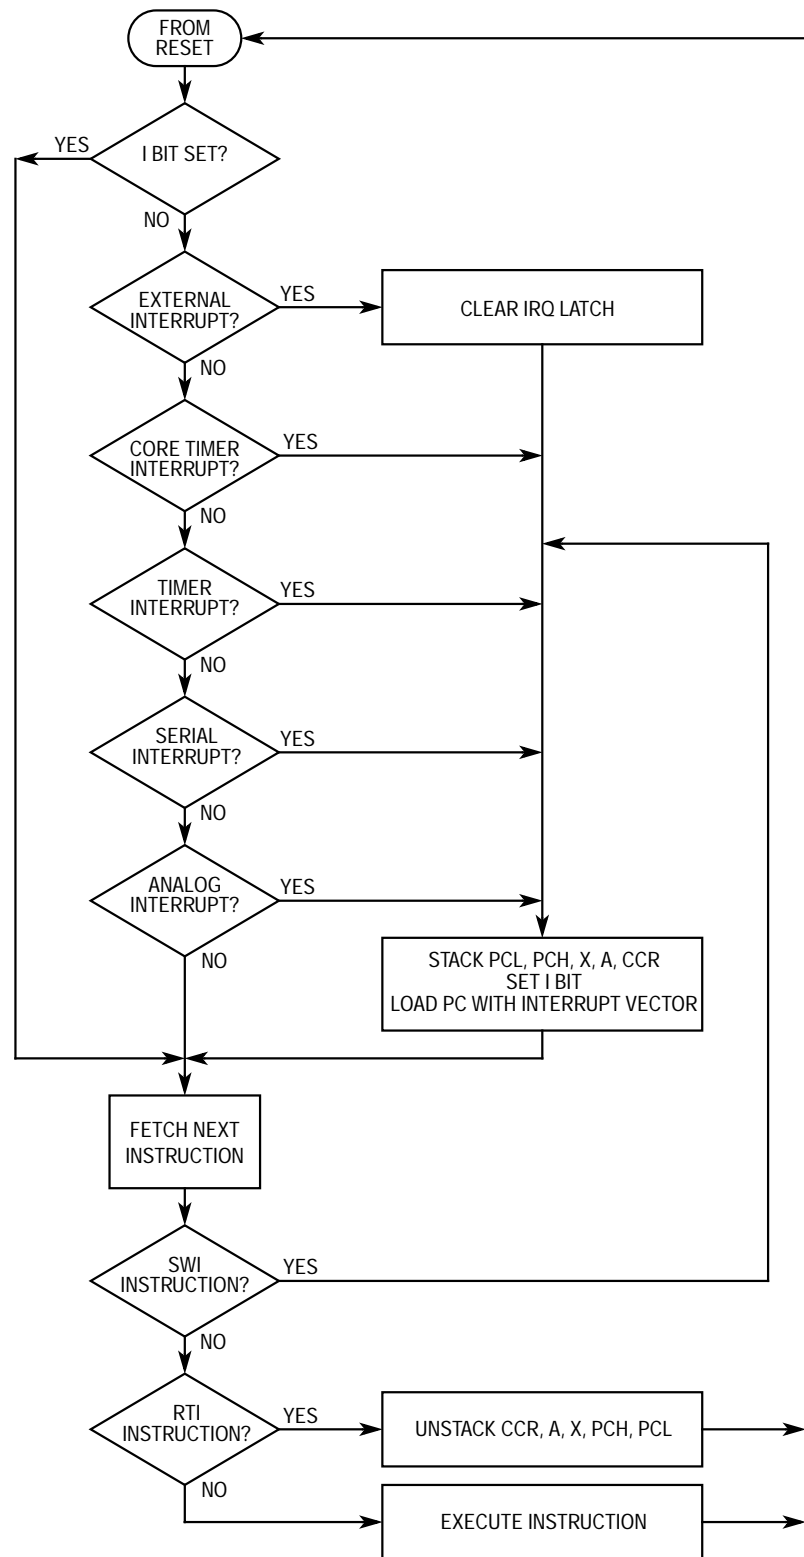 FROM
RESET
YES
I BIT SET?
NO
EXTERNAL
INTERRUPT?
YES
CLEAR IRQ LATCH
NO
CORE TIMER
INTERRUPT?
YES
NO
TIMER
INTERRUPT?
YES
NO
SERIAL
INTERRUPT?
YES
NO
ANALOG
INTERRUPT?
YES
NO
STACK PCL, PCH, X, A, CCR
SET I BIT
LOAD PC WITH INTERRUPT VECTOR
FETCH NEXT
INSTRUCTION
SWI
INSTRUCTION?
YES
NO
RTI
INSTRUCTION?
YES
UNSTACK CCR, A, X, PCH, PCL
NO
EXECUTE INSTRUCTION